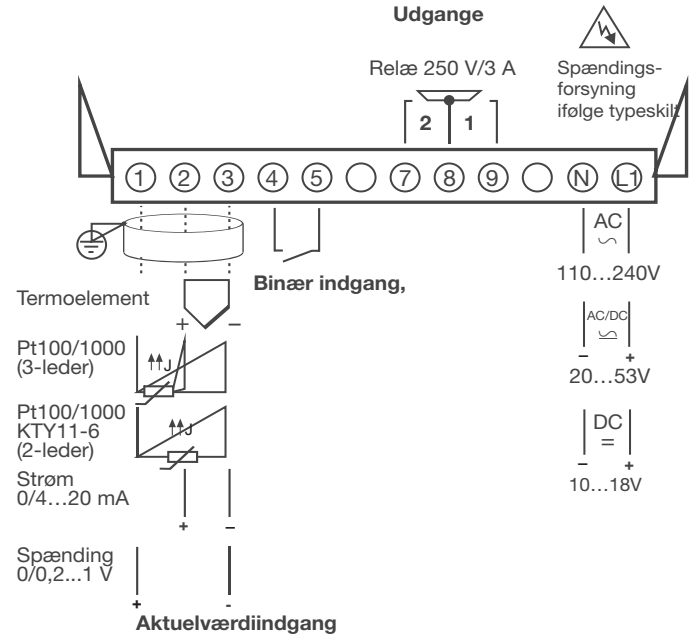 Udgange
Relæ 250 V/3 A
Spændings-
forsyning
ifølge typeskilt
2 1
1 2 3 4 5 7 8 9 N L1
AC
110...240V
Binær indgang,
Termoelement
+ –
AC/DC
– +
20...53V
Pt100/1000
(3-leder)
J
Pt100/1000
KTY11-6
(2-leder)
J
DC
=
– +
10...18V
Strøm
0/4...20 mA
+ –
Spænding
0/0,2...1 V
+ -
Aktuelværdiindgang